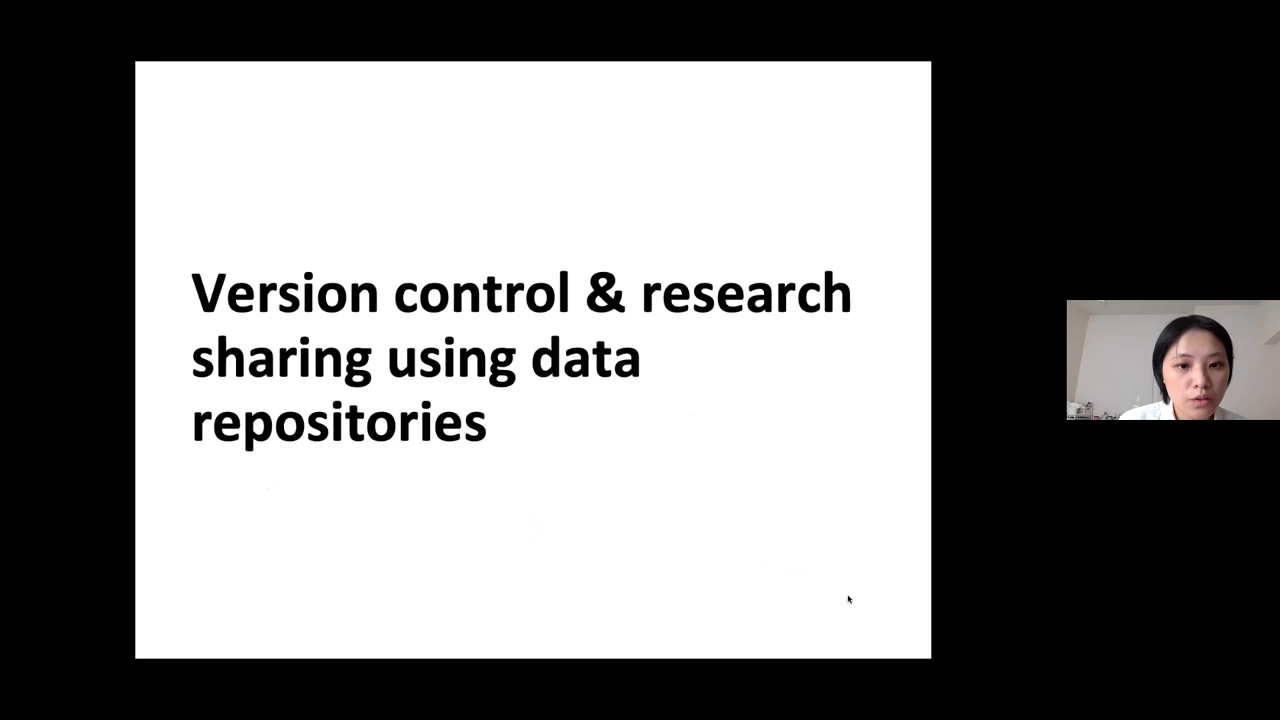 Version control & research
sharing using data
repositories